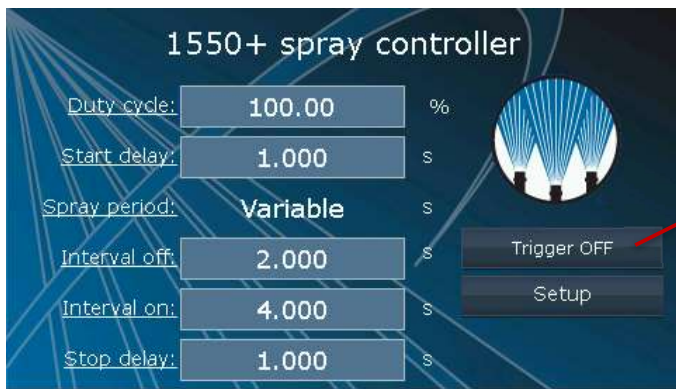 1550+ spray controller
Duty cycle: 100.00 %
Start delay: 1.000 s
Spray period: Variable s
Interval off: 2.000 s
Trigger OFF
Interval on: 4.000 s
Setup
Stop delay: 1.000 s